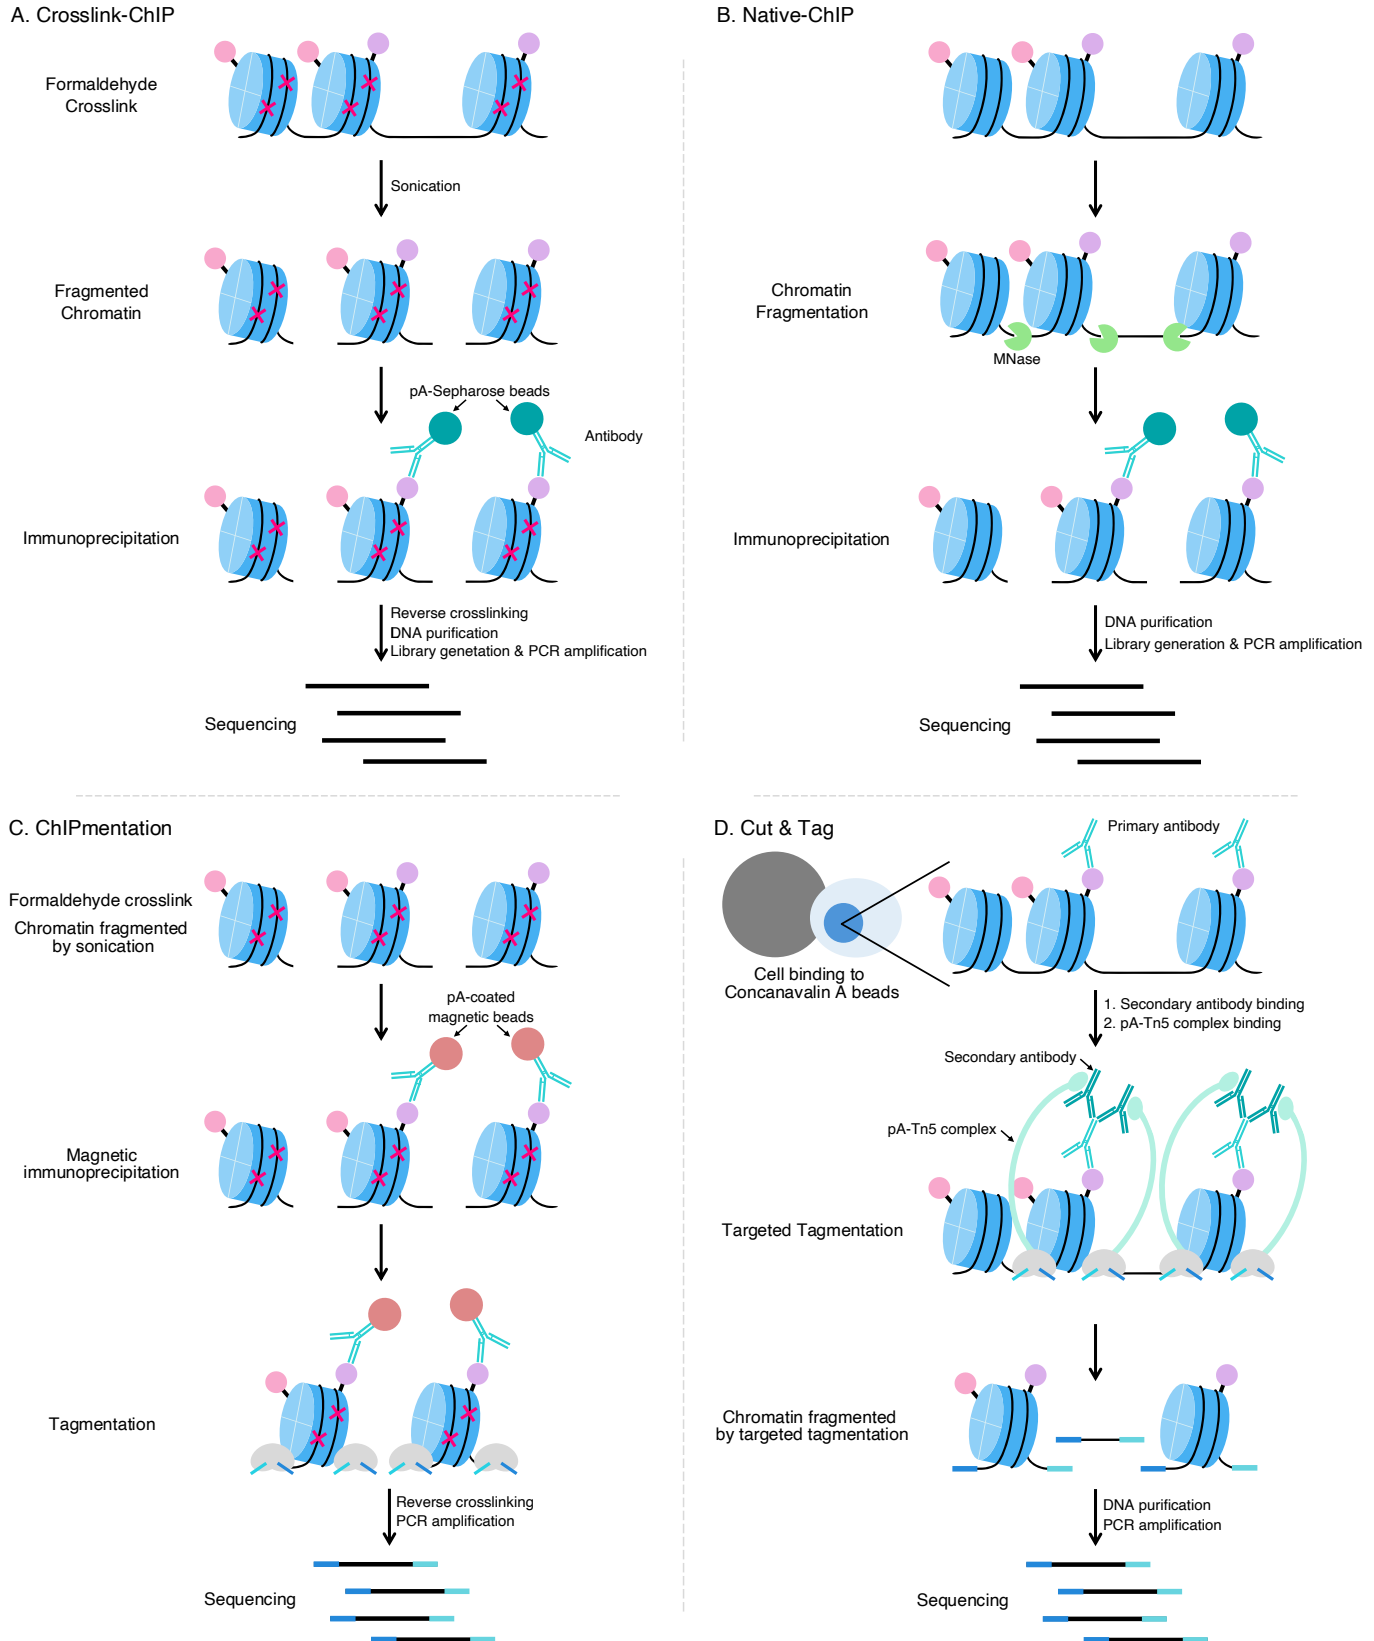 A. Crosslink-ChIP
Formaldehyde
Crosslink
Sonication
Fragmented
Chromatin
pA-Sepharose beads
Antibody
Immunoprecipitation
Reverse crosslinking
DNA purification
Library genetation & PCR amplification
Sequencing
B. Native-ChIP
Chromatin
Fragmentation
MNase
Immunoprecipitation
DNA purification
Library generation & PCR amplification
Sequencing
C. ChIPmentation
Formaldehyde crosslink
Chromatin fragmented
by sonication
pA-coated
magnetic beads
Magnetic
immunoprecipitation
Tagmentation
Reverse crosslinking
PCR amplification
Sequencing
D. Cut & Tag
Primary antibody
Cell binding to
Concanavalin A beads
1. Secondary antibody binding
2. pA-Tn5 complex binding
Secondary antibody
pA-Tn5 complex
Targeted Tagmentation
Chromatin fragmented
by targeted tagmentation
DNA purification
PCR amplification
Sequencing